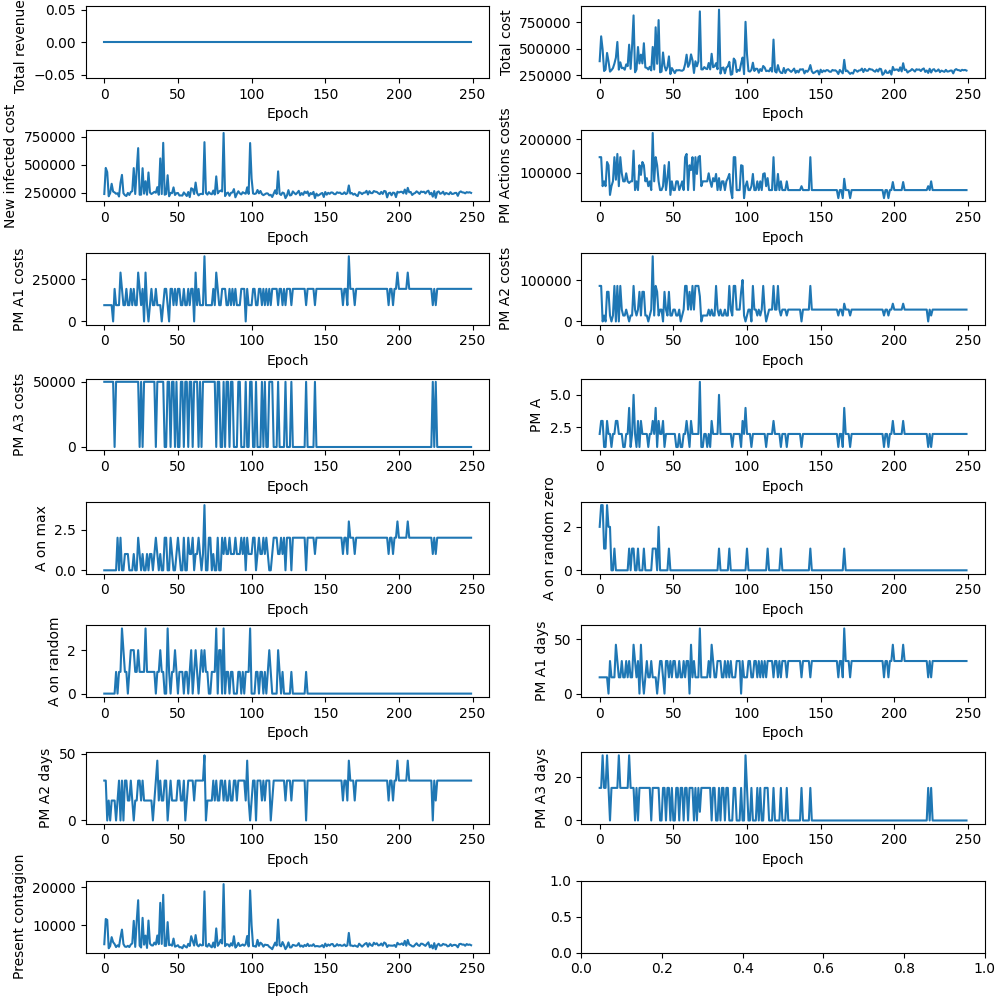 Total revenue
0.05
0.00
−0.05
0 50 100 150 200 250
Epoch
Total cost
750000
500000
250000
0 50 100 150 200 250
Epoch
New infected cost
750000
500000
250000
0 50 100 150 200 250
Epoch
PM Actions costs
200000
100000
0 50 100 150 200 250
Epoch
PM A1 costs
25000
0
0 50 100 150 200 250
Epoch
PM A2 costs
100000
0
0 50 100 150 200 250
Epoch
PM A3 costs
50000
0
0 50 100 150 200 250
Epoch
PM A
5.0
2.5
0 50 100 150 200 250
Epoch
A on max
2.5
0.0
0 50 100 150 200 250
Epoch
A on random zero
2
0
0 50 100 150 200 250
Epoch
A on random
2
0
0 50 100 150 200 250
Epoch
PM A1 days
50
0
0 50 100 150 200 250
Epoch
PM A2 days
50
0
0 50 100 150 200 250
Epoch
PM A3 days
20
0
0 50 100 150 200 250
Epoch
Present contagion
20000
10000
0 50 100 150 200 250
Epoch
1.0
0.5
0.0
0.0 0.2 0.4 0.6 0.8 1.0